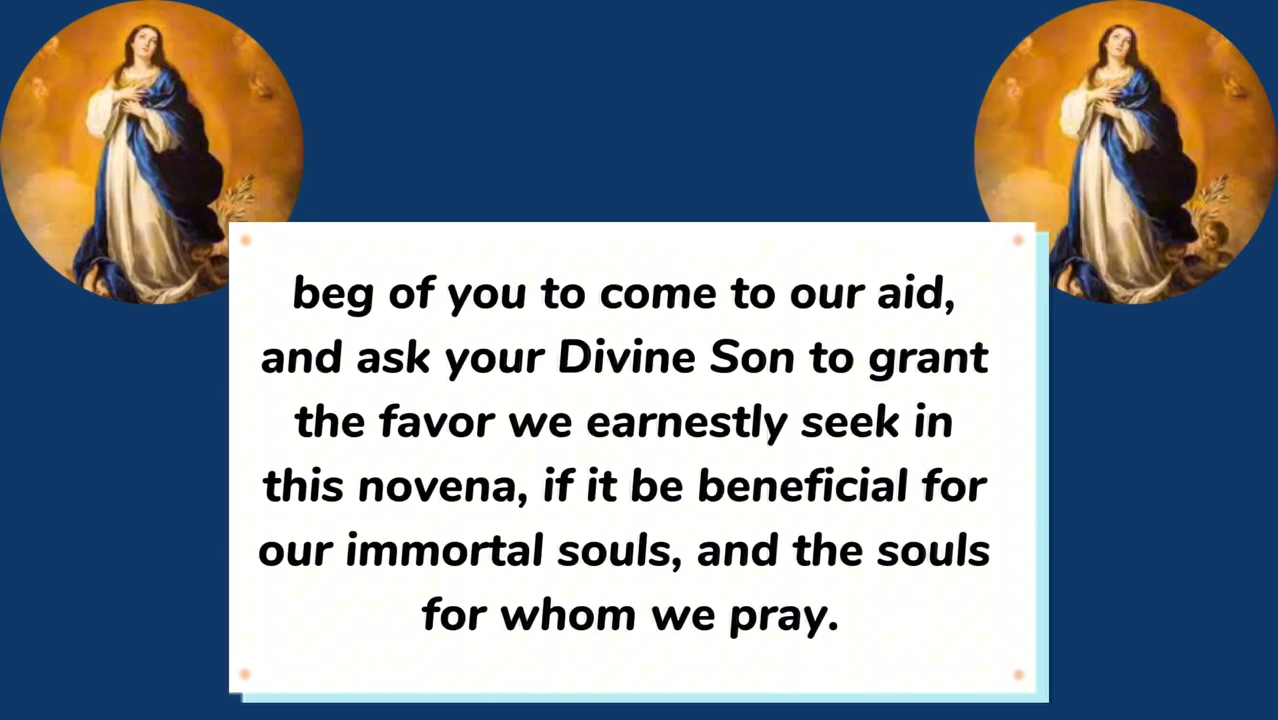 beg of you to come to our aid,
and ask your Divine Son to grant
the favor we earnestly seek in
this novena, if it be beneficial for
our immortal souls, and the souls
for whom we pray.